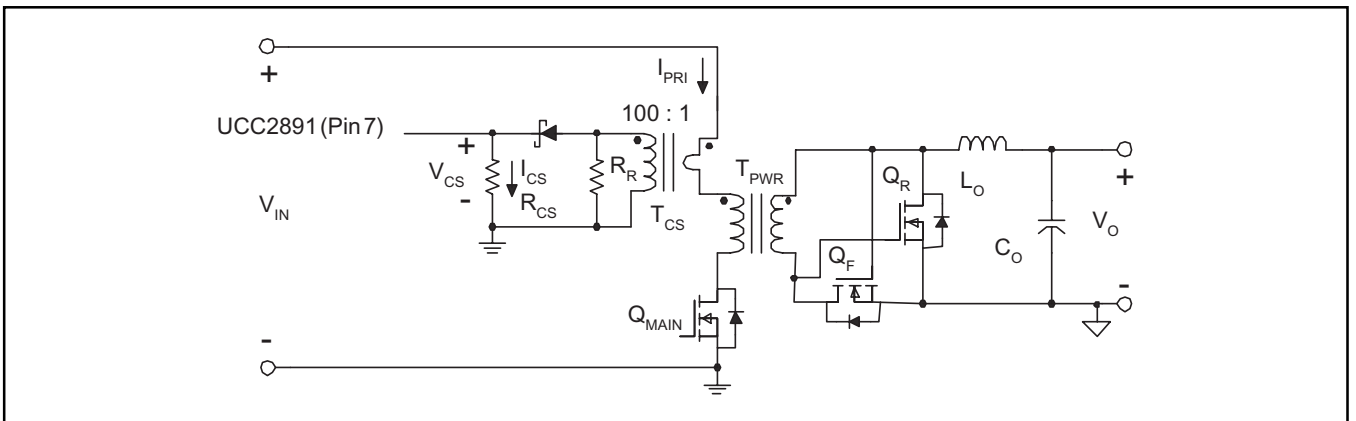 +
I_PRI
100 : 1
UCC2891 (Pin 7)
+
V_CS
-
I_CS
R_CS
R_R
T_CS
V_IN
T_PWR
Q_R
L_O
+
V_O
C_O
-
Q_F
Q_MAIN
-